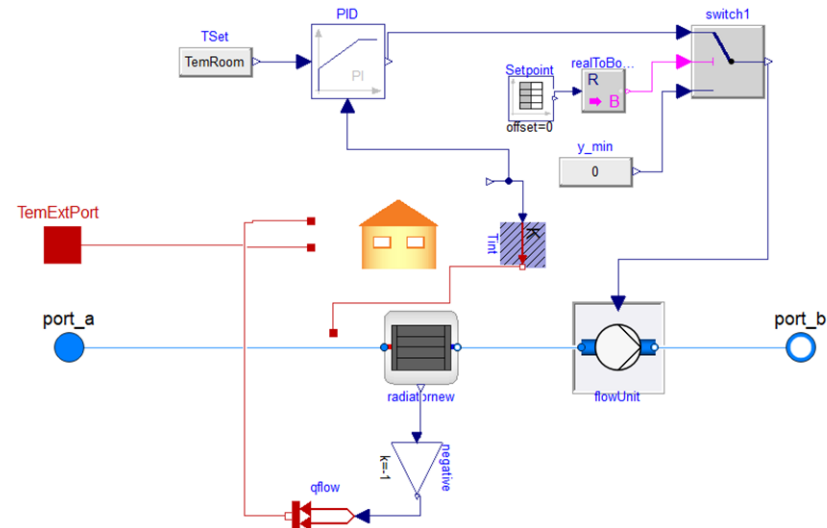 PID
switch1
TSet
TemRoom
PI
Setpoint
realToBo...
R
B
offset=0
y_min
0
TemExtPort
K
Tint
port_a
port_b
radiatornew
flowUnit
negative
k=-1
qflow